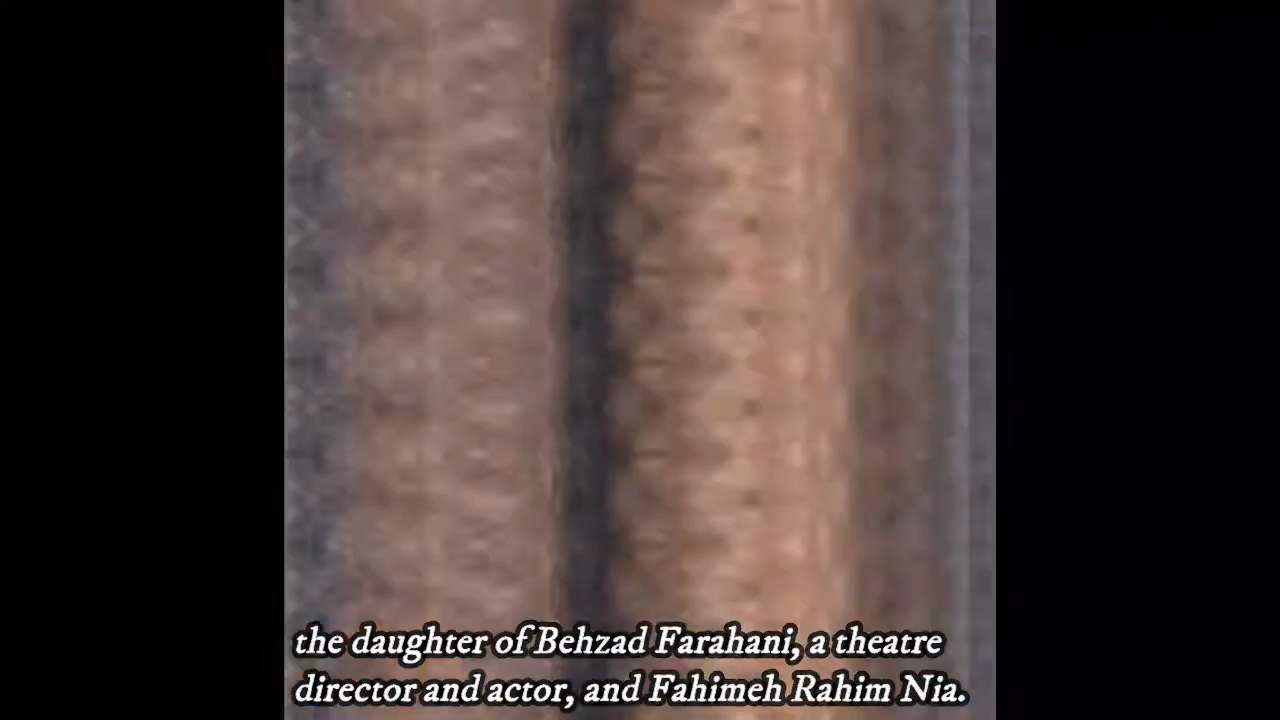 the daughter of Behzad Farahani, a theatre
director and actor, and Fahimeh Rahim Nia.